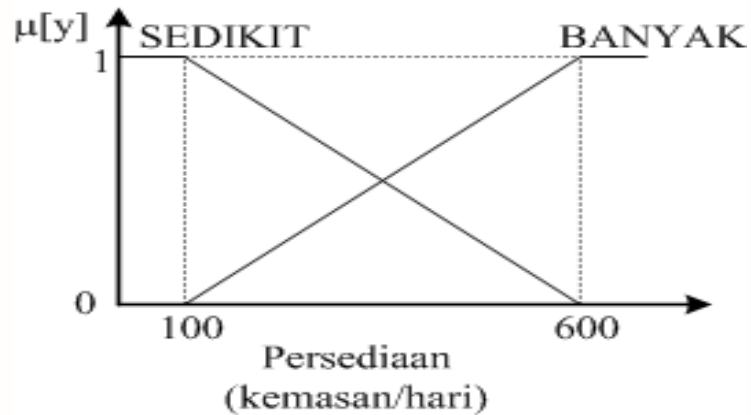 μ[y]
SEDIKIT BANYAK
1
0
100 600
Persediaan
(kemasan/hari)